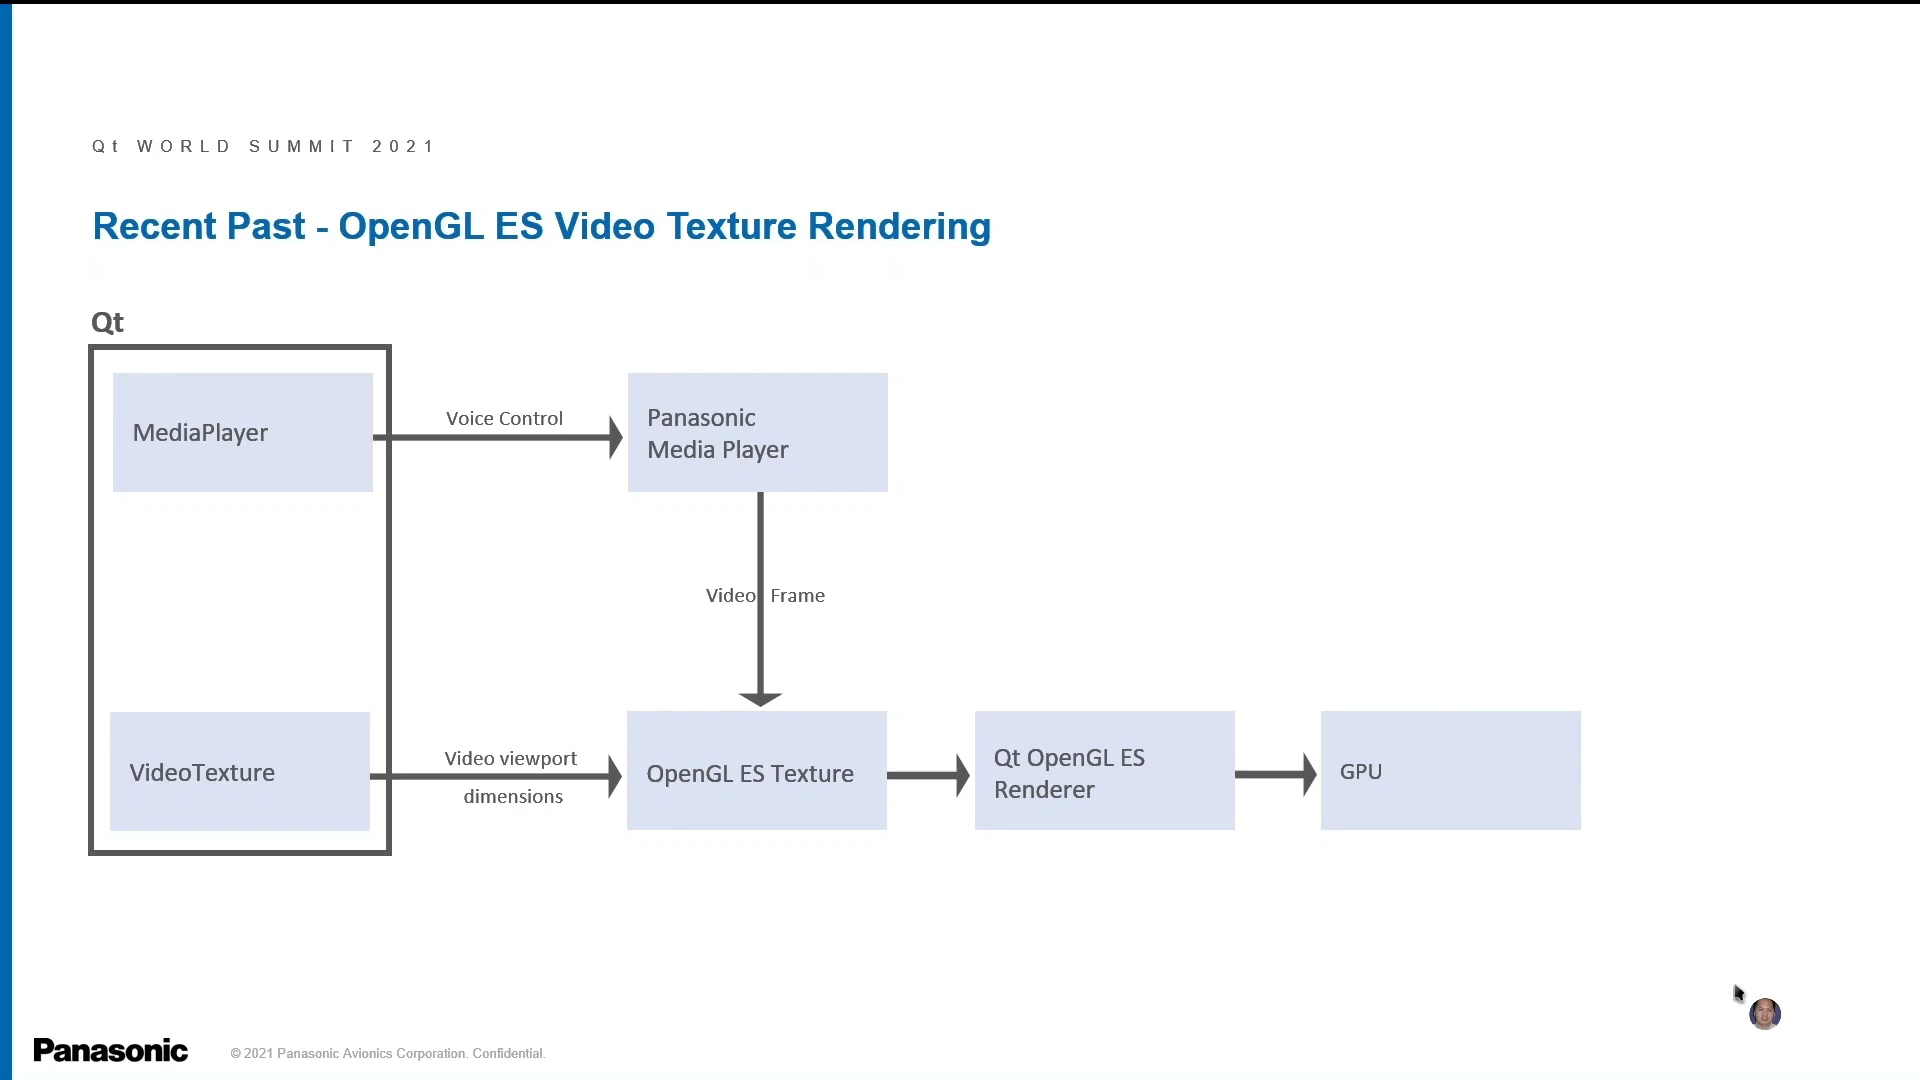 Qt WORLD SUMMIT 2021
Recent Past - OpenGL ES Video Texture Rendering
Qt
MediaPlayer
Voice Control
Panasonic
Media Player
Video Frame
VideoTexture
Video viewport
dimensions
OpenGL ES Texture
Qt OpenGL ES
Renderer
GPU
Panasonic
© 2021 Panasonic Avionics Corporation. Confidential.